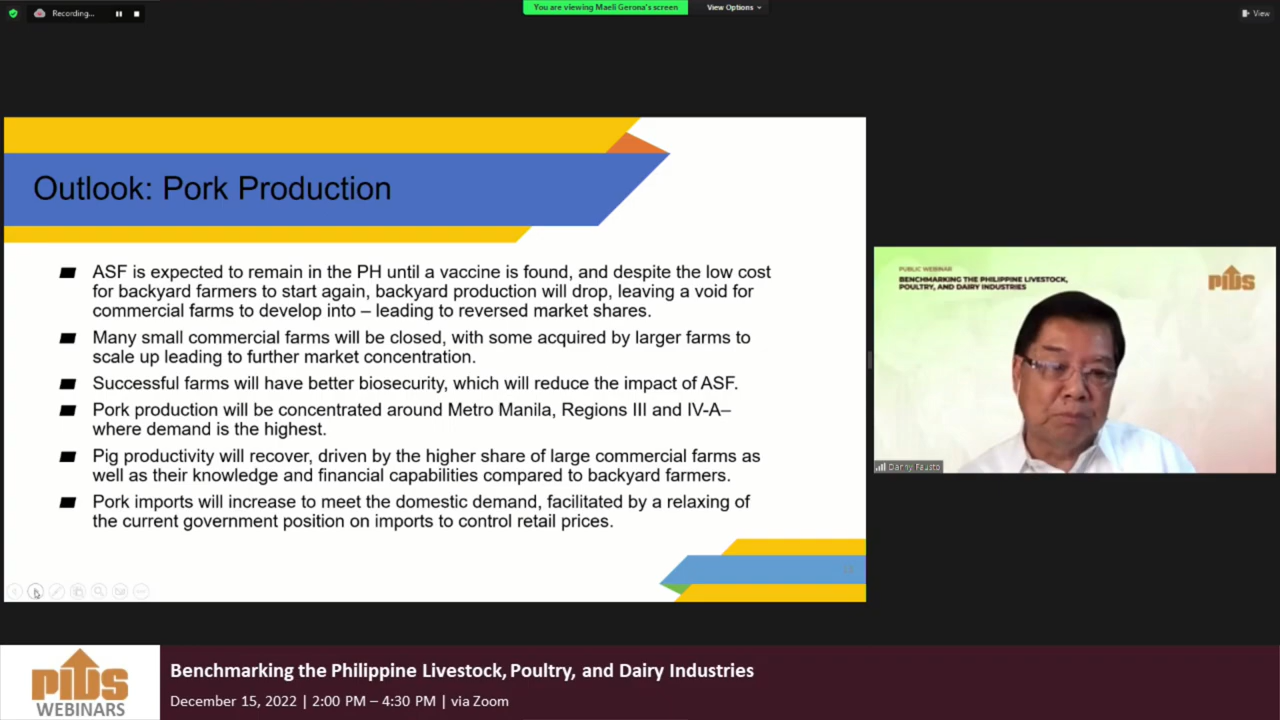 Recording...
You are viewing Maeli Gerona's screen
View Options
View
Outlook: Pork Production
ASF is expected to remain in the PH until a vaccine is found, and despite the low cost
for backyard farmers to start again, backyard production will drop, leaving a void for
commercial farms to develop into – leading to reversed market shares.
Many small commercial farms will be closed, with some acquired by larger farms to
scale up leading to further market concentration.
Successful farms will have better biosecurity, which will reduce the impact of ASF.
Pork production will be concentrated around Metro Manila, Regions III and IV-A–
where demand is the highest.
Pig productivity will recover, driven by the higher share of large commercial farms as
well as their knowledge and financial capabilities compared to backyard farmers.
Pork imports will increase to meet the domestic demand, facilitated by a relaxing of
the current government position on imports to control retail prices.
PUBLIC WEBINAR
BENCHMARKING THE PHILIPPINE LIVESTOCK,
POULTRY, AND DAIRY INDUSTRIES
PIDS
Danny Fausto
PIDS
WEBINARS
Benchmarking the Philippine Livestock, Poultry, and Dairy Industries
December 15, 2022 | 2:00 PM – 4:30 PM | via Zoom